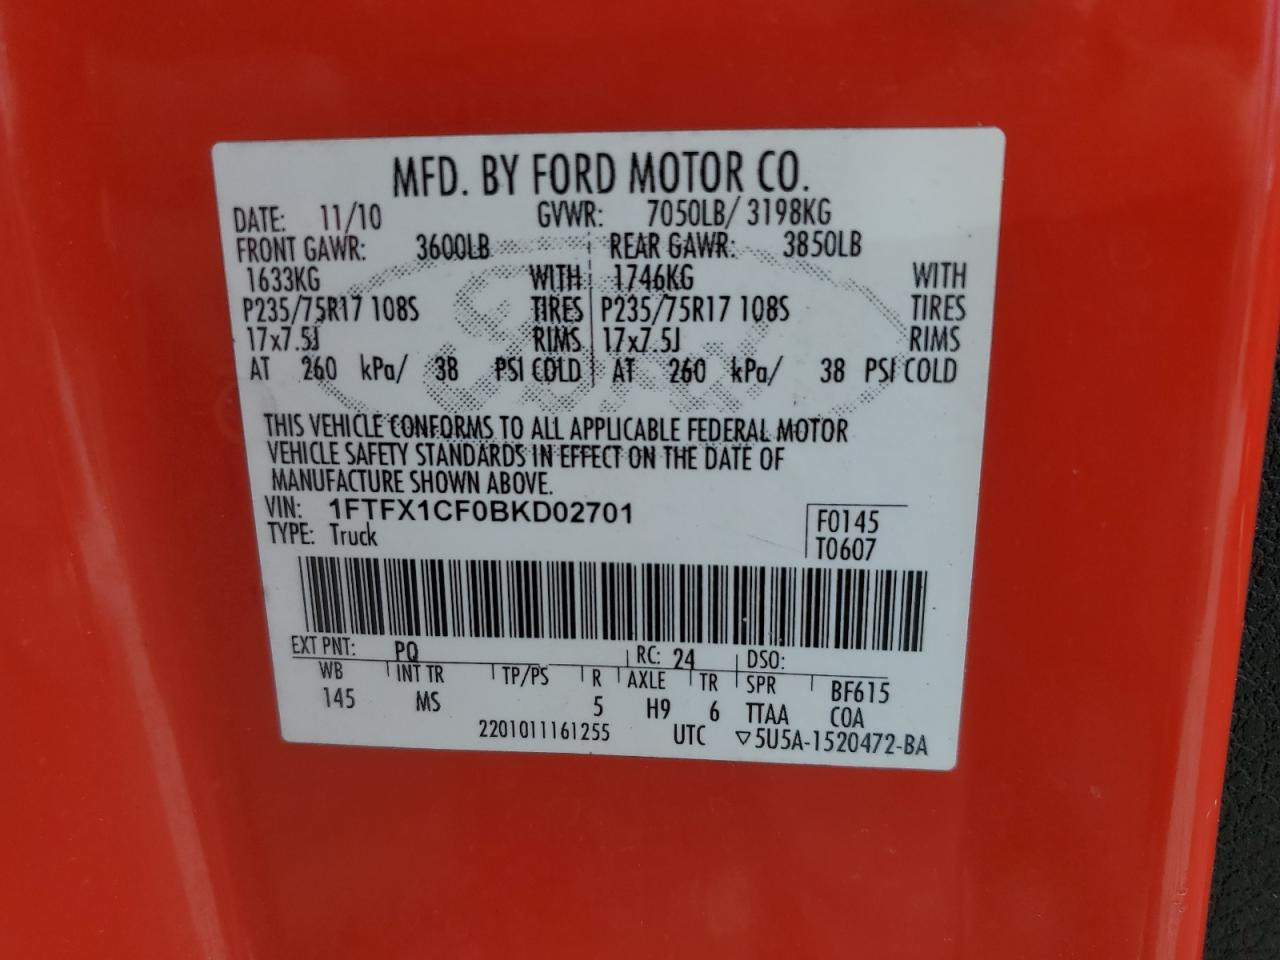 MFD. BY FORD MOTOR CO.
DATE: 11/10 GVWR: 7050LB/ 3198KG
FRONT GAWR: 3600LB REAR GAWR: 3850LB
1633KG WITH 1746KG WITH
P235/75R17 108S TIRES P235/75R17 108S TIRES
17x7.5J RIMS 17x7.5J RIMS
AT 260 kPa/ 38 PSI COLD AT 260 kPa/ 38 PSI COLD
THIS VEHICLE CONFORMS TO ALL APPLICABLE FEDERAL MOTOR
VEHICLE SAFETY STANDARDS IN EFFECT ON THE DATE OF
MANUFACTURE SHOWN ABOVE.
VIN: 1FTFX1CF0BKD02701 F0145
TYPE: Truck T0607
EXT PNT: PQ RC: 24 DSO:
WB INT TR TP/PS R AXLE TR SPR BF615
145 MS 5 H9 6 TTAA COA
2201011161255 UTC ▽5U5A-1520472-BA